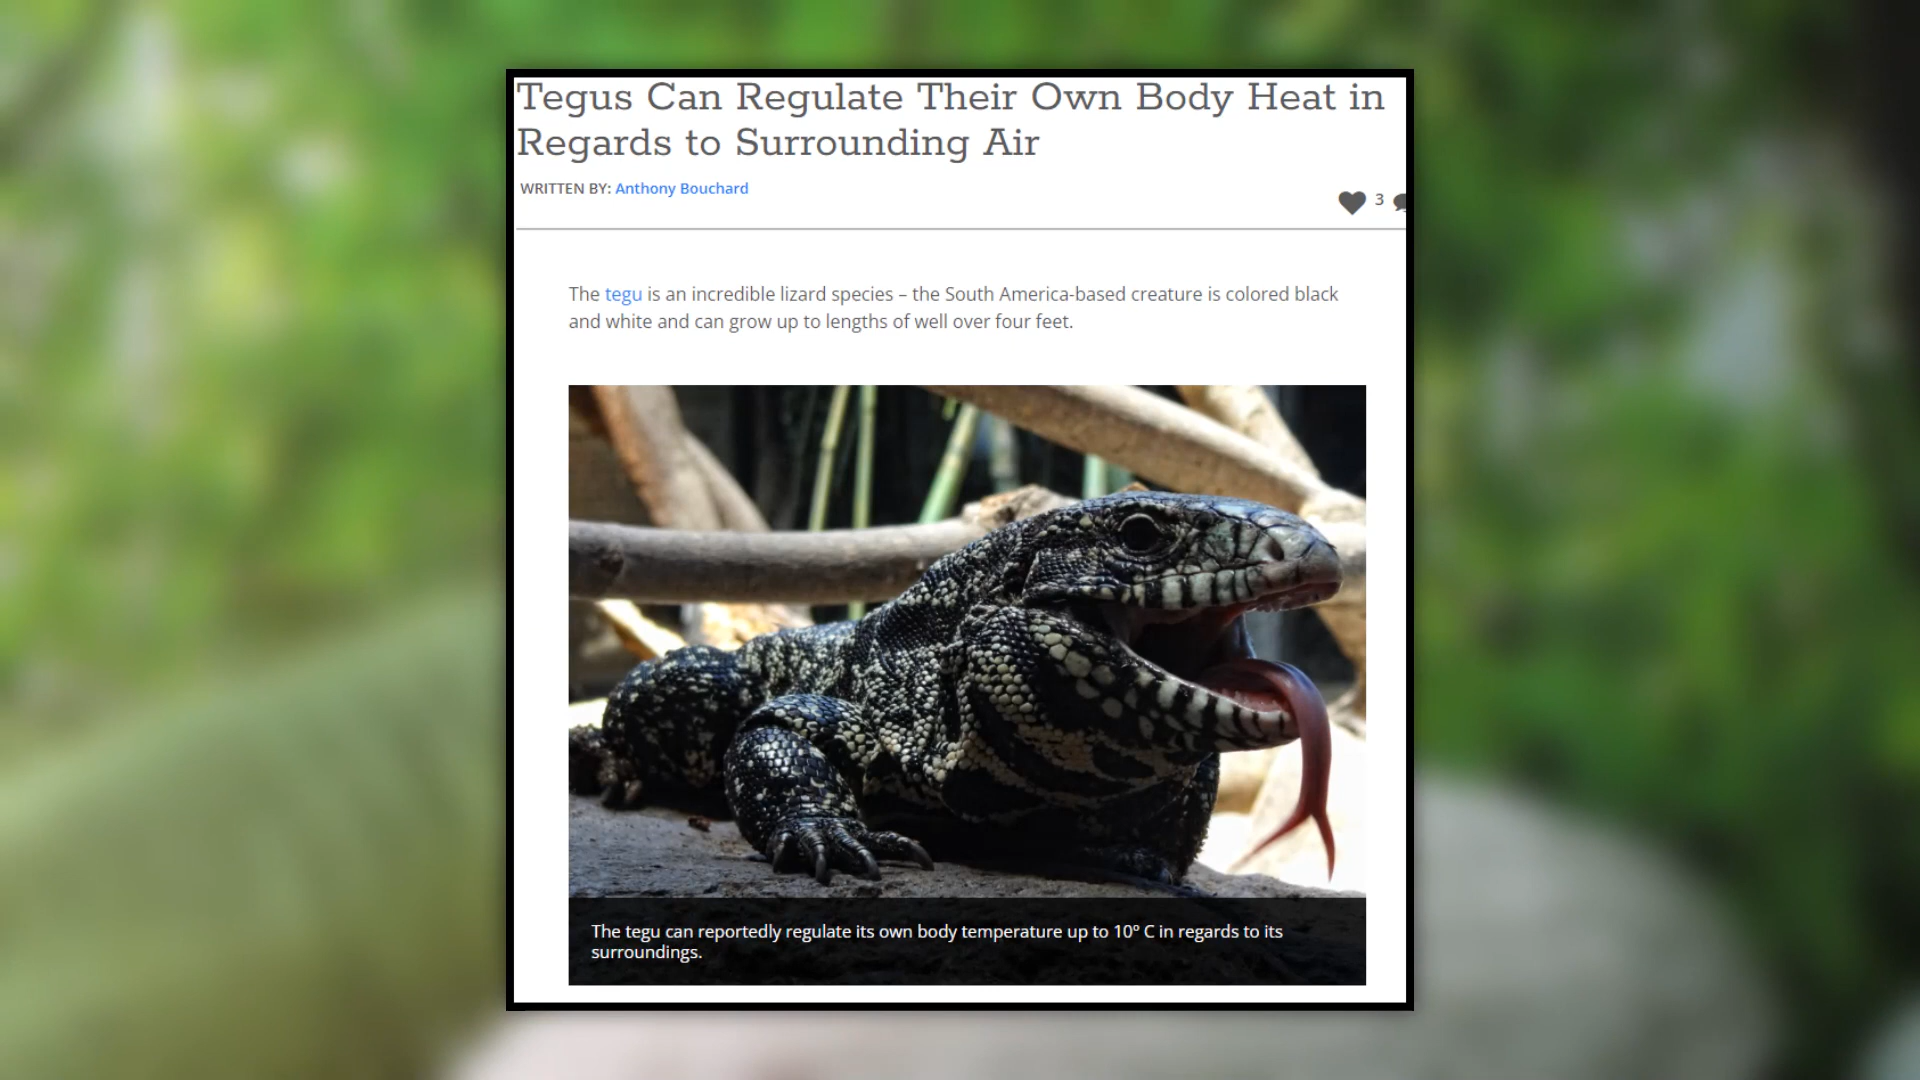 Tegus Can Regulate Their Own Body Heat in
Regards to Surrounding Air
WRITTEN BY: Anthony Bouchard
3
The tegu is an incredible lizard species – the South America-based creature is colored black
and white and can grow up to lengths of well over four feet.
The tegu can reportedly regulate its own body temperature up to 10º C in regards to its
surroundings.